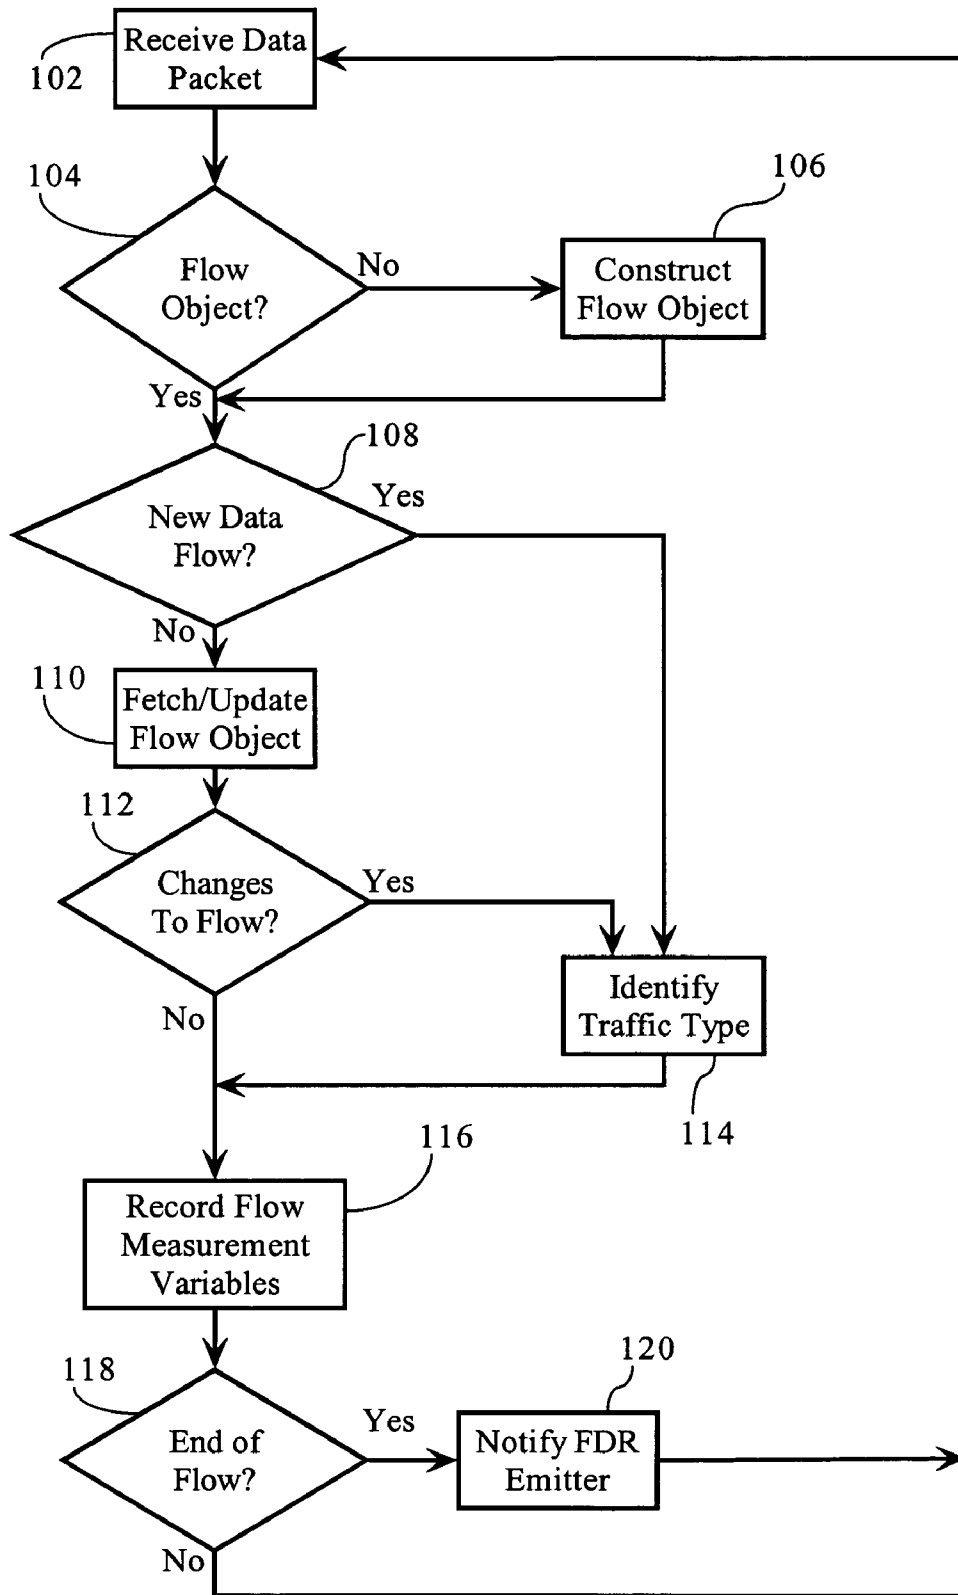 Receive Data
Packet
102
104
Flow
Object?
No
106
Construct
Flow Object
Yes
108
New Data
Flow?
Yes
No
110
Fetch/Update
Flow Object
112
Changes
To Flow?
Yes
No
Identify
Traffic Type
114
116
Record Flow
Measurement
Variables
118
End of
Flow?
Yes
120
Notify FDR
Emitter
No